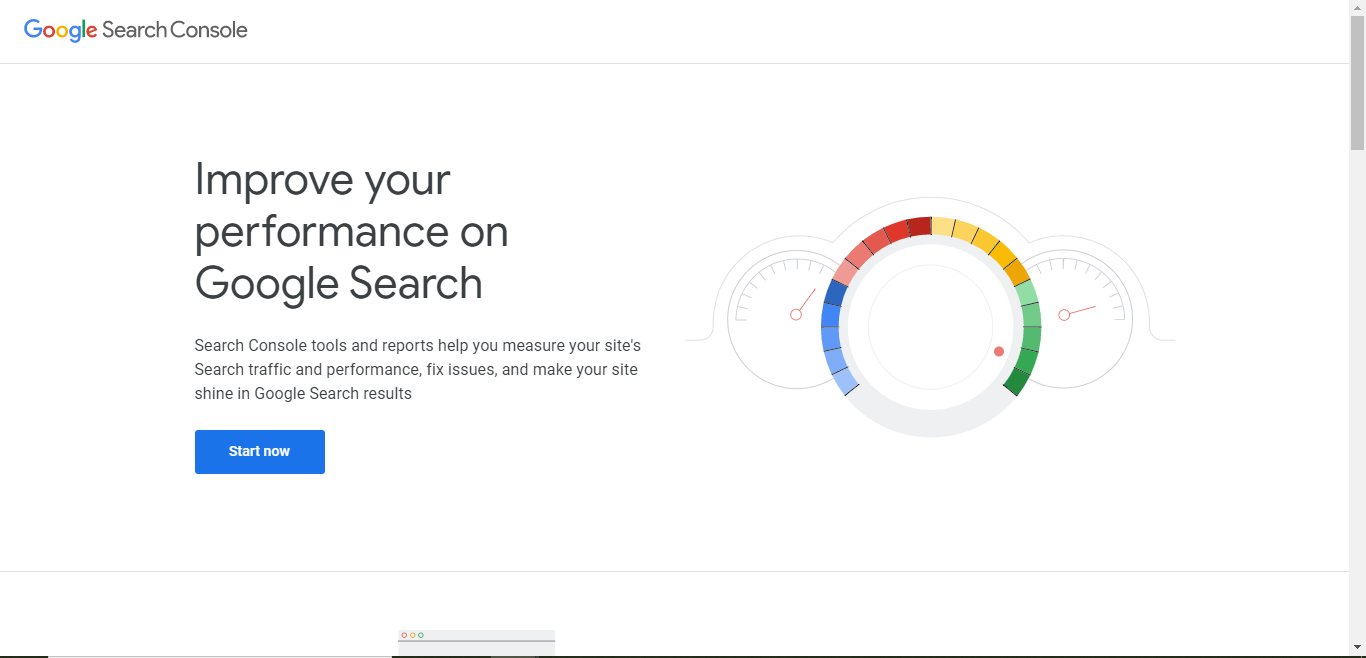 Google Search Console
Improve your
performance on
Google Search
Search Console tools and reports help you measure your site's
Search traffic and performance, fix issues, and make your site
shine in Google Search results
Start now